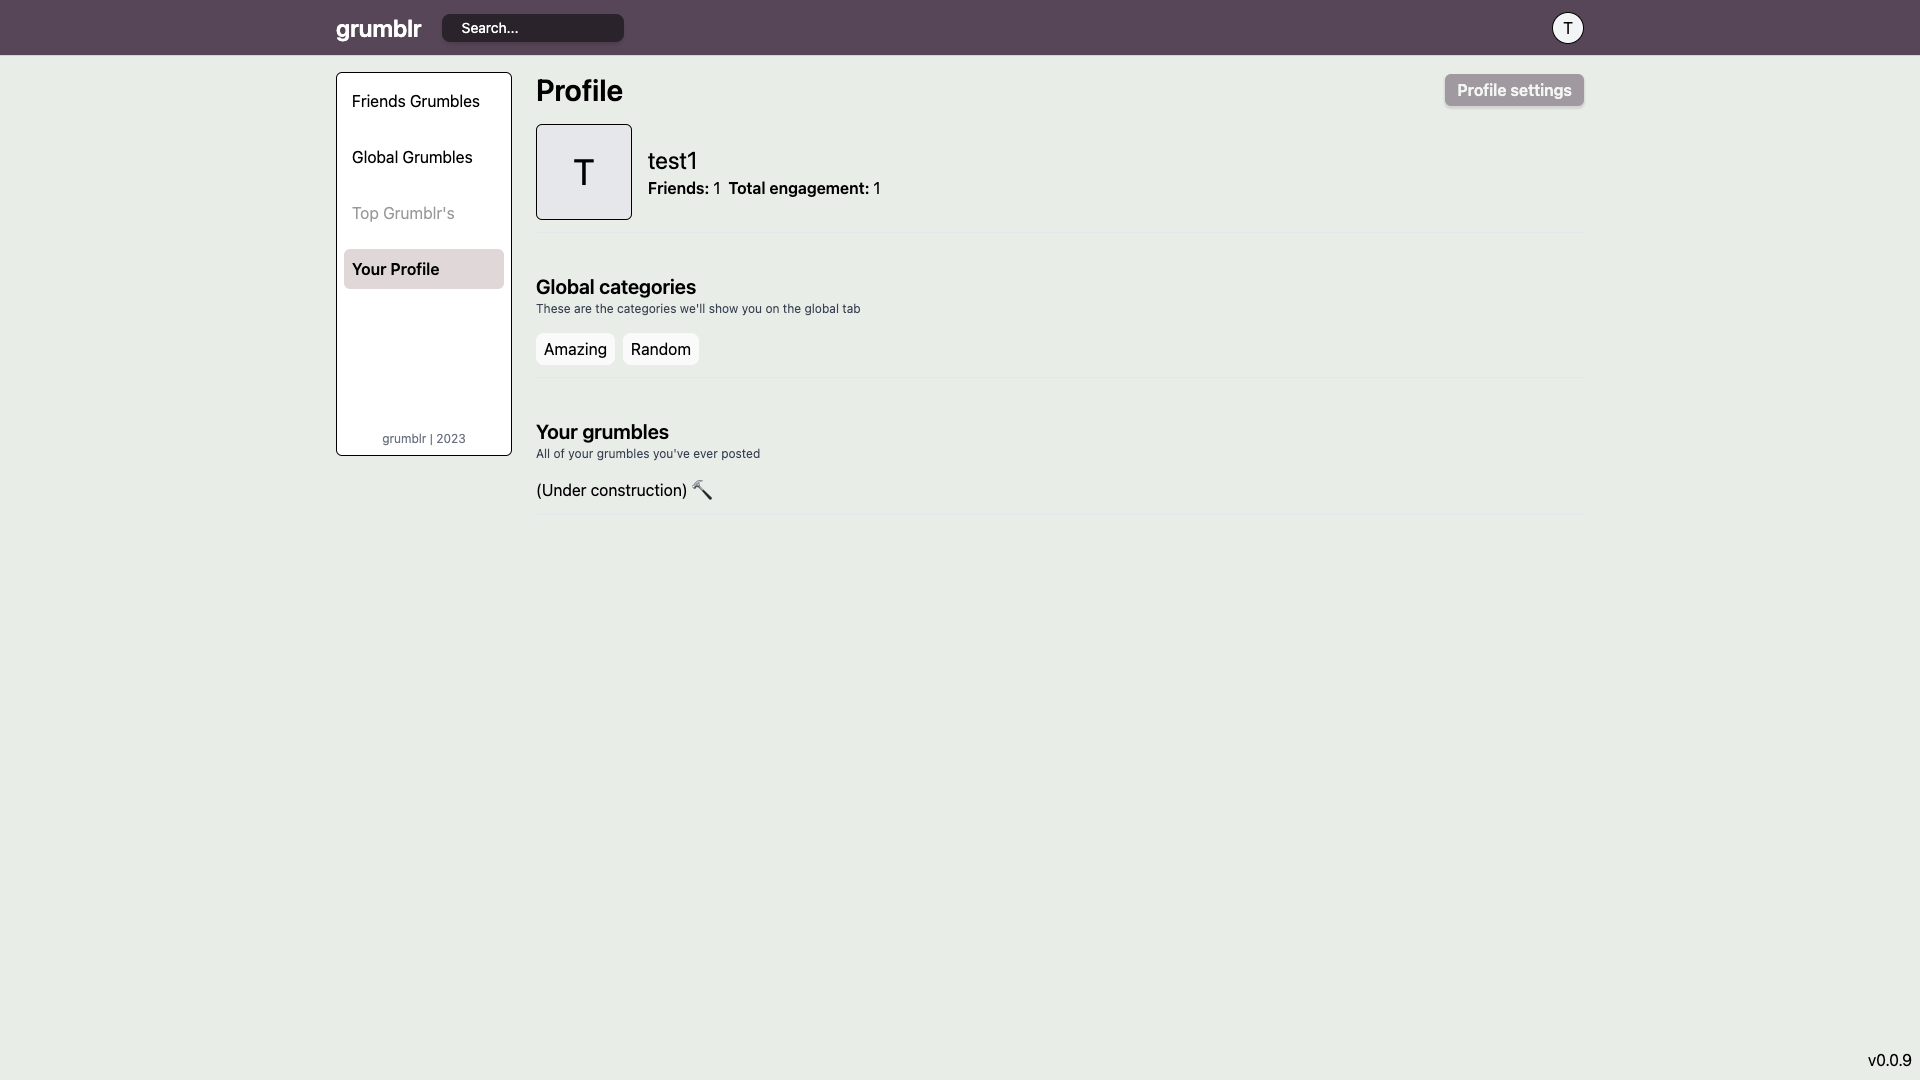 grumblr
Search...
T
Friends Grumbles
Global Grumbles
Top Grumblr's
Your Profile
grumblr | 2023
Profile
Profile settings
T
test1
Friends: 1 Total engagement: 1
Global categories
These are the categories we'll show you on the global tab
Amazing Random
Your grumbles
All of your grumbles you've ever posted
(Under construction) 🔨
v0.0.9